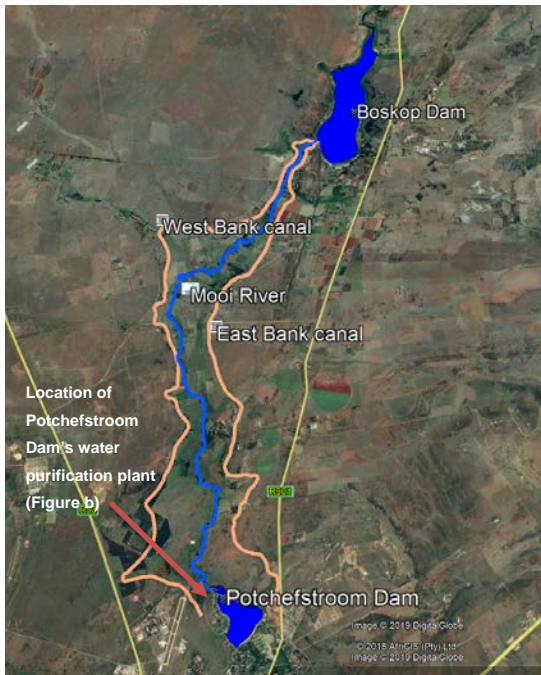 Boskop Dam
West Bank canal
Mooi River
East Bank canal
Location of
Potchefstroom
Dam's water
purification plant
(Figure b)
R501
Potchefstroom Dam
Image © 2019 DigitalGlobe
© 2018 AfriGIS (Pty) Ltd.
Image © 2019 DigitalGlobe